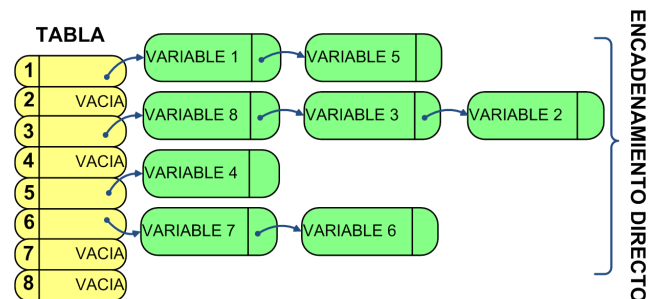 TABLA
1 VARIABLE 1 VARIABLE 5
2 VACIA
3 VARIABLE 8 VARIABLE 3 VARIABLE 2
4 VACIA
5 VARIABLE 4
6 VARIABLE 7 VARIABLE 6
7 VACIA
8 VACIA
ENCADENAMIENTO DIRECTO